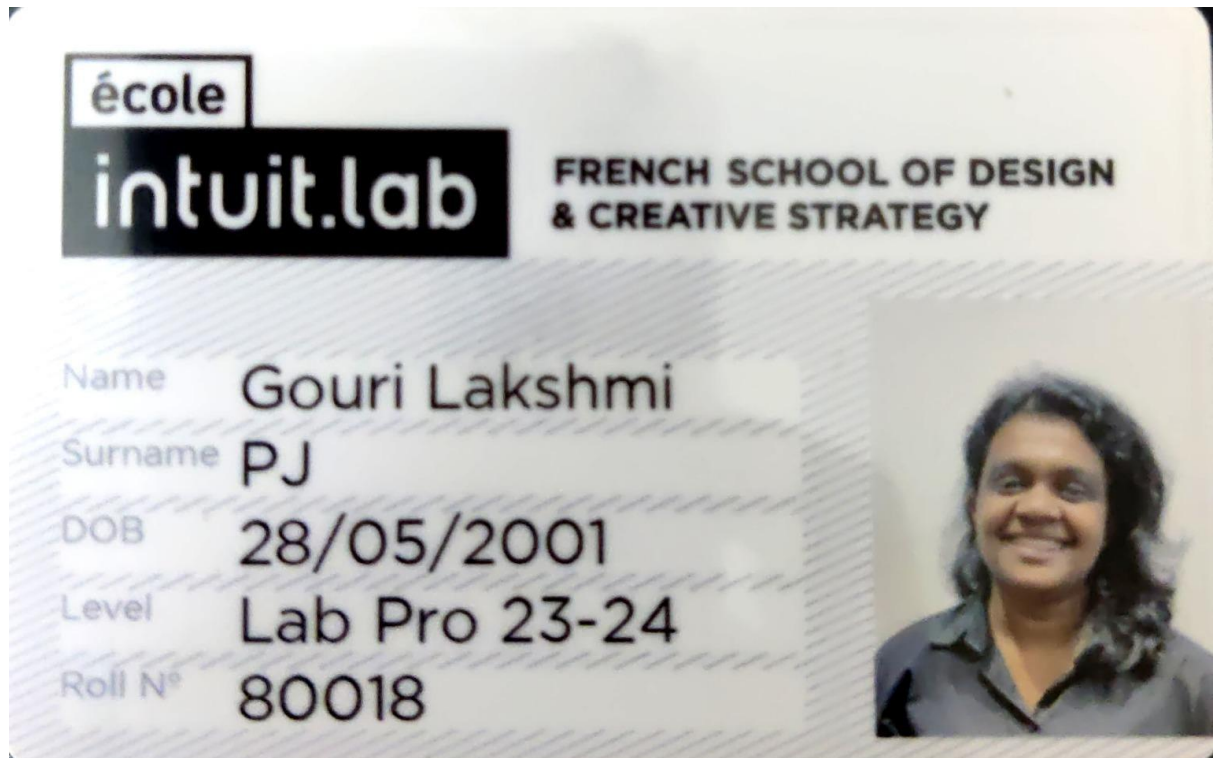 école
intuit.lab
FRENCH SCHOOL OF DESIGN
& CREATIVE STRATEGY
Name Gouri Lakshmi
Surname PJ
DOB 28/05/2001
Level Lab Pro 23-24
Roll Nº 80018